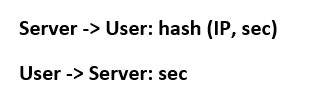 Server -> User: hash (IP, sec)
User -> Server: sec